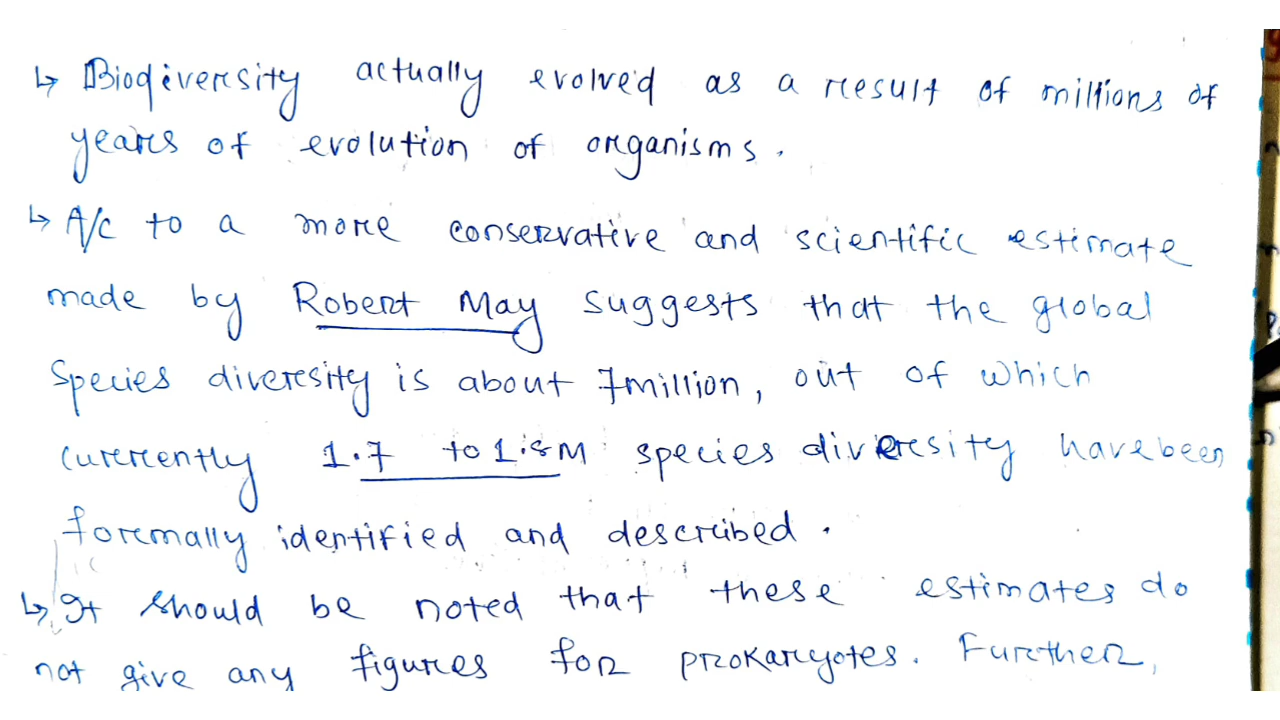 ↳ Biodiversity actually evolved as a result of millions of
years of evolution of organisms.
↳ A/c to a more conservative and scientific estimate
made by Robert May suggests that the global
Species diversity is about 7million, out of which
currently 1.7 to 1.8M species diversity have been
formally identified and described.
↳ It should be noted that these estimates do
not give any figures for prokaryotes. Further,